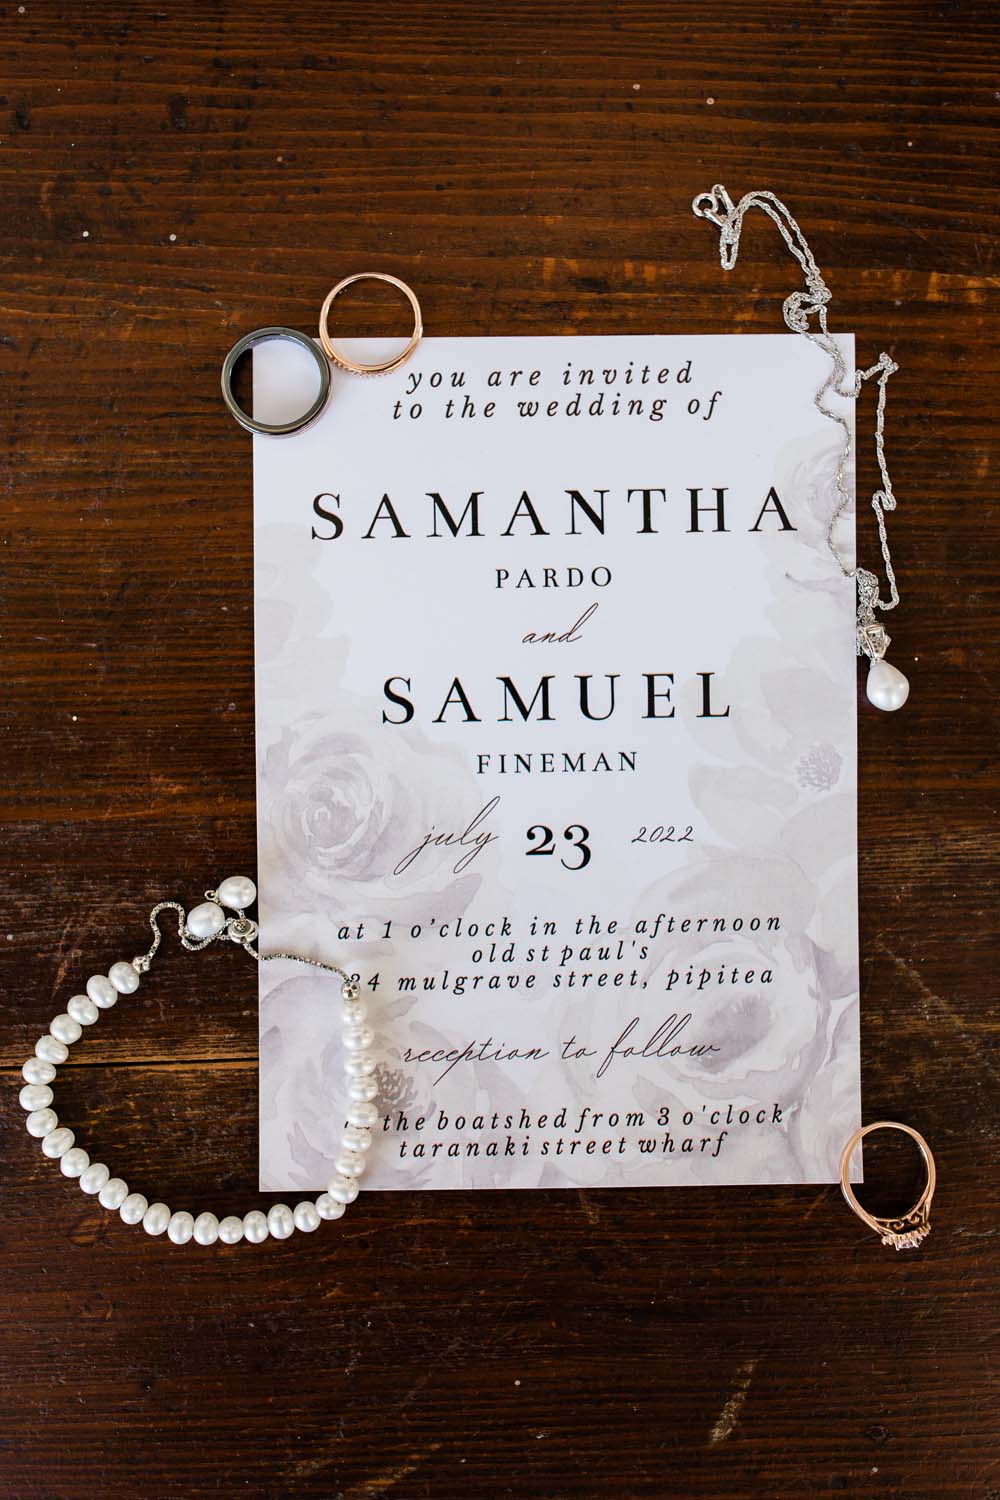 you are invited
to the wedding of
SAMANTHA
PARDO
and
SAMUEL
FINEMAN
july 23 2022
at 1 o’clock in the afternoon
old st paul's
34 mulgrave street, pipitea
reception to follow
the boatshed from 3 o'clock
taranaki street wharf